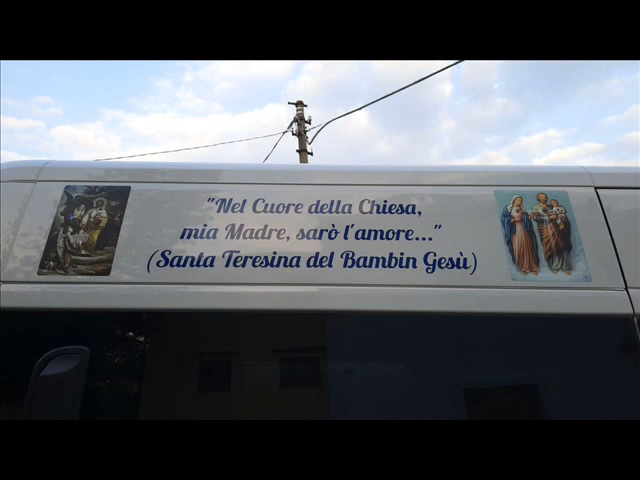 "Nel Cuore della Chiesa,
mia Madre, sarò l'amore..."
(Santa Teresina del Bambin Gesù)